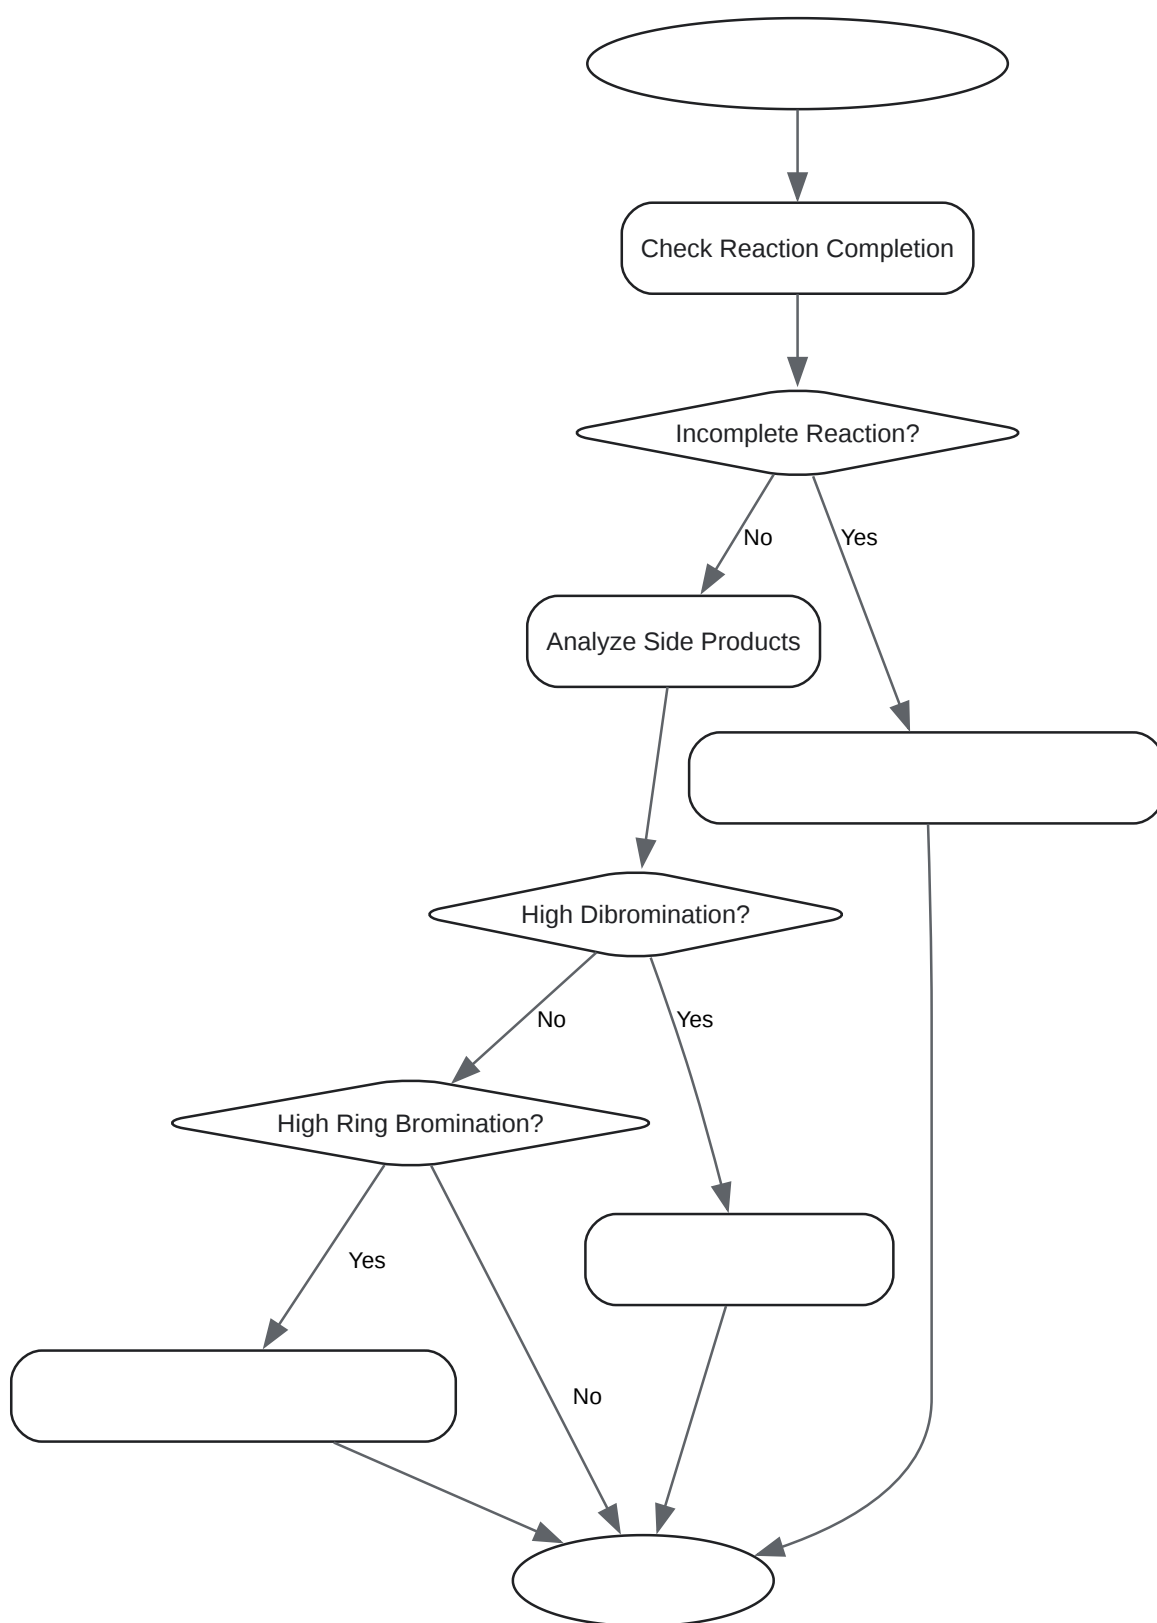 Check Reaction Completion
Incomplete Reaction?
No
Yes
Analyze Side Products
High Dibromination?
No
Yes
High Ring Bromination?
Yes
No